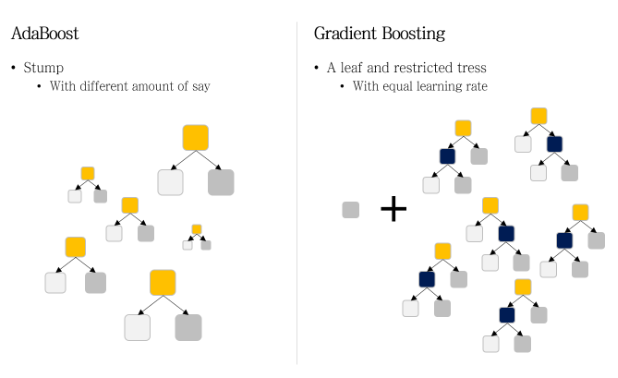 AdaBoost
• Stump
• With different amount of say
Gradient Boosting
• A leaf and restricted tress
• With equal learning rate